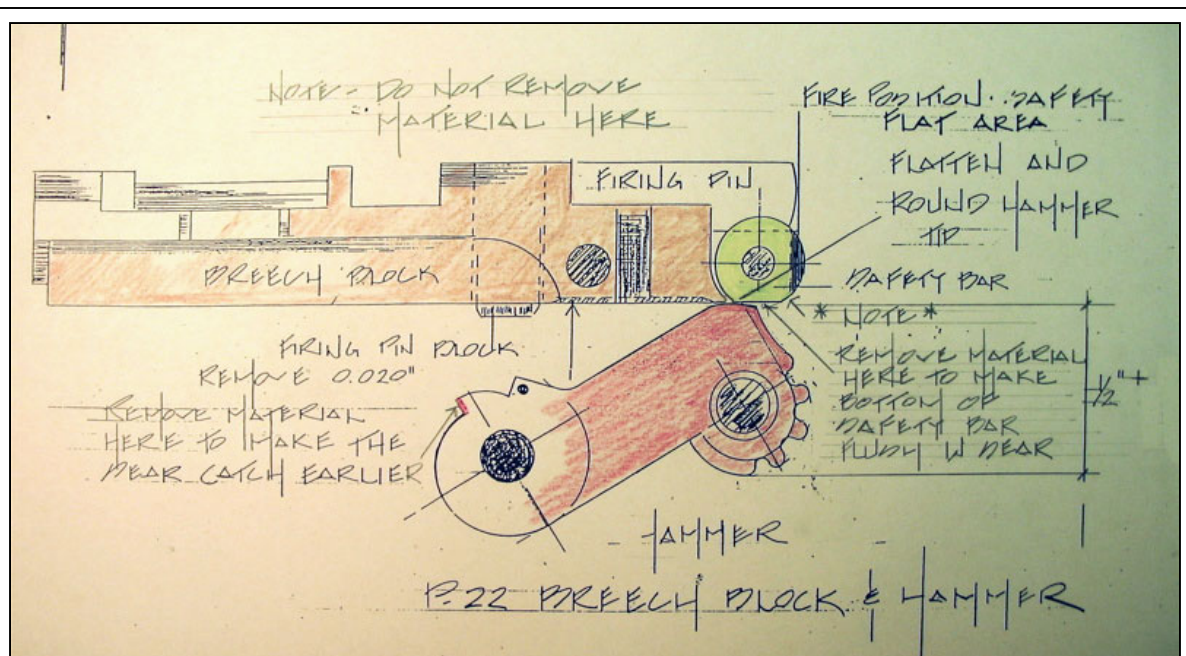 NOTE - DO NOT REMOVE
MATERIAL HERE
FIRE POSITION . SAFETY
FLAT AREA
FLATTEN AND
ROUND HAMMER
TIP
FIRING PIN
BREECH BLOCK
SAFETY BAR
* NOTE *
REMOVE MATERIAL
HERE TO MAKE
BOTTOM OF
SAFETY BAR
FLUSH W REAR
1/2"+
FIRING PIN BLOCK
REMOVE 0.020"
REMOVE MATERIAL
HERE TO MAKE THE
SEAR CATCH EARLIER
HAMMER
P-22 BREECH BLOCK & HAMMER